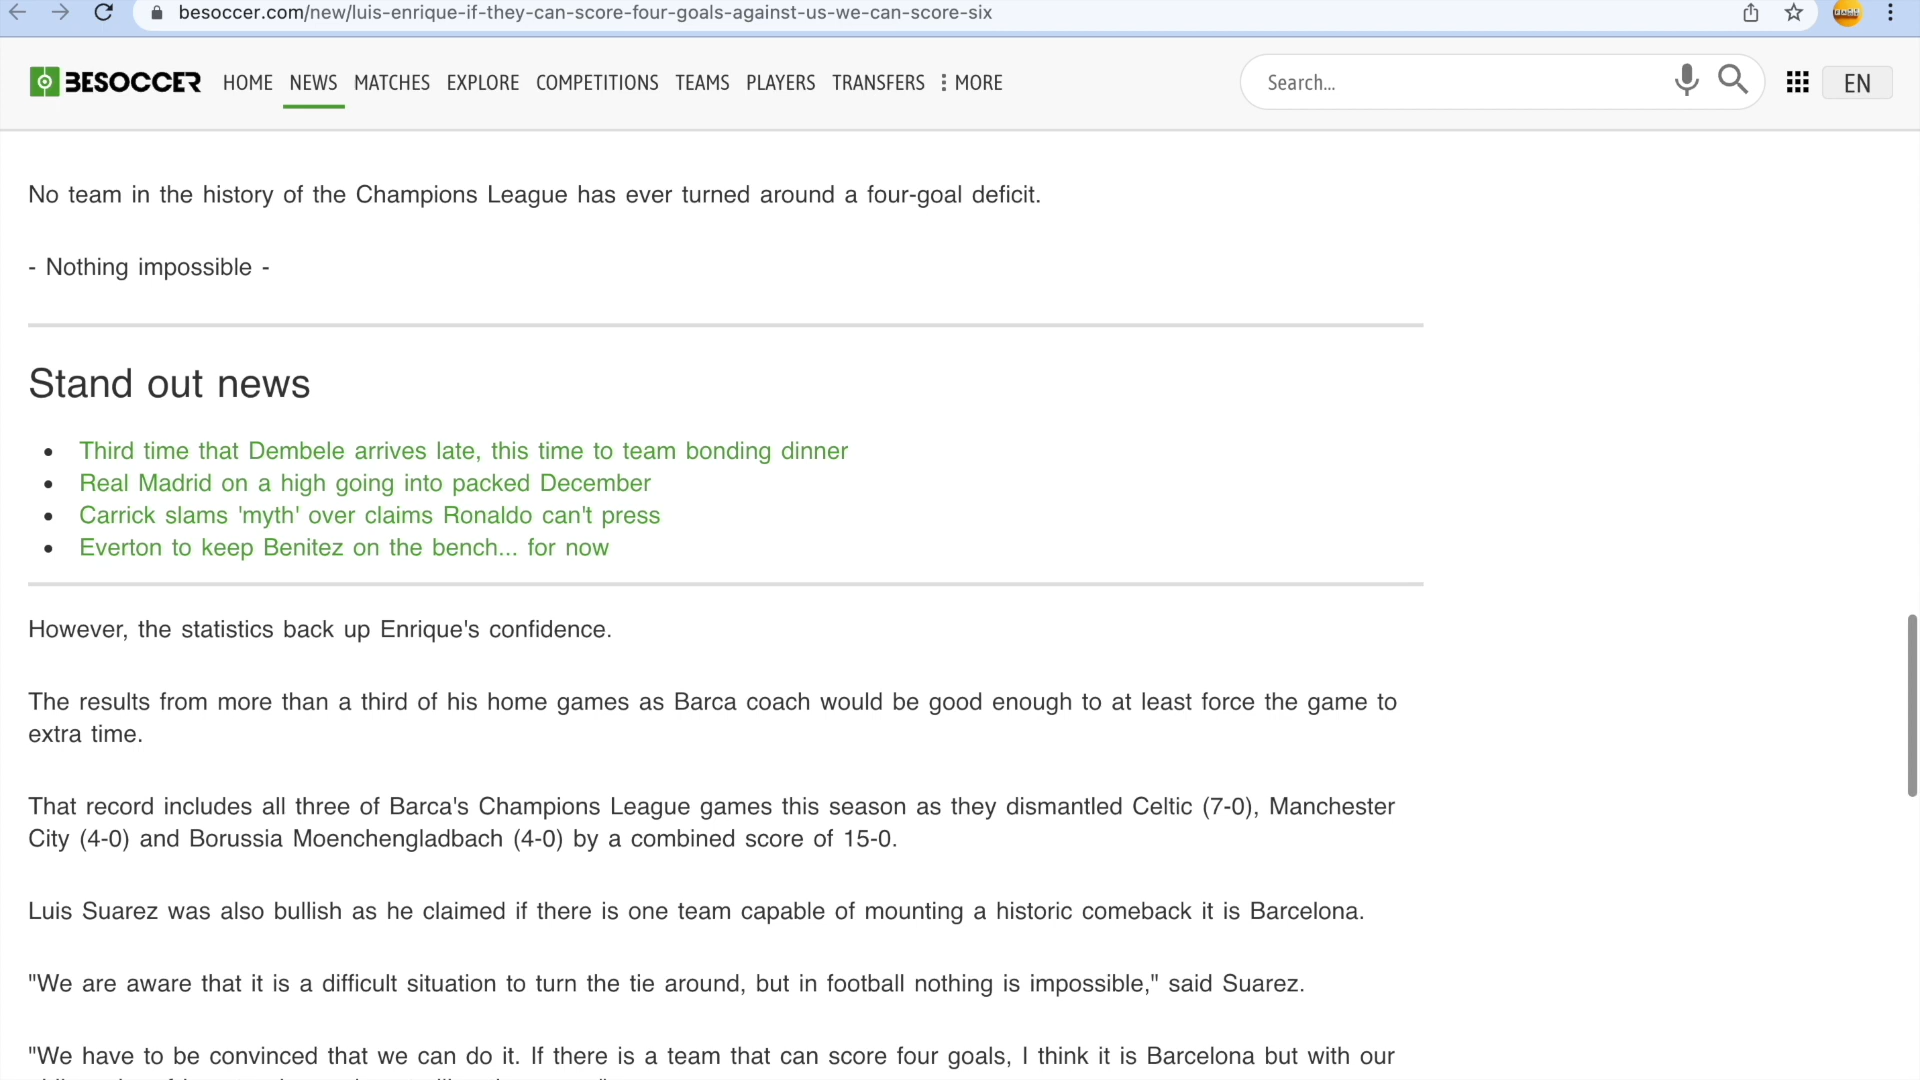 besoccer.com/new/luis-enrique-if-they-can-score-four-goals-against-us-we-can-score-six
BESOCCER HOME NEWS MATCHES EXPLORE COMPETITIONS TEAMS PLAYERS TRANSFERS MORE Search... EN
No team in the history of the Champions League has ever turned around a four-goal deficit.
- Nothing impossible -
Stand out news
• Third time that Dembele arrives late, this time to team bonding dinner
• Real Madrid on a high going into packed December
• Carrick slams 'myth' over claims Ronaldo can't press
• Everton to keep Benitez on the bench... for now
However, the statistics back up Enrique's confidence.
The results from more than a third of his home games as Barca coach would be good enough to at least force the game to
extra time.
That record includes all three of Barca's Champions League games this season as they dismantled Celtic (7-0), Manchester
City (4-0) and Borussia Moenchengladbach (4-0) by a combined score of 15-0.
Luis Suarez was also bullish as he claimed if there is one team capable of mounting a historic comeback it is Barcelona.
"We are aware that it is a difficult situation to turn the tie around, but in football nothing is impossible," said Suarez.
"We have to be convinced that we can do it. If there is a team that can score four goals, I think it is Barcelona but with our